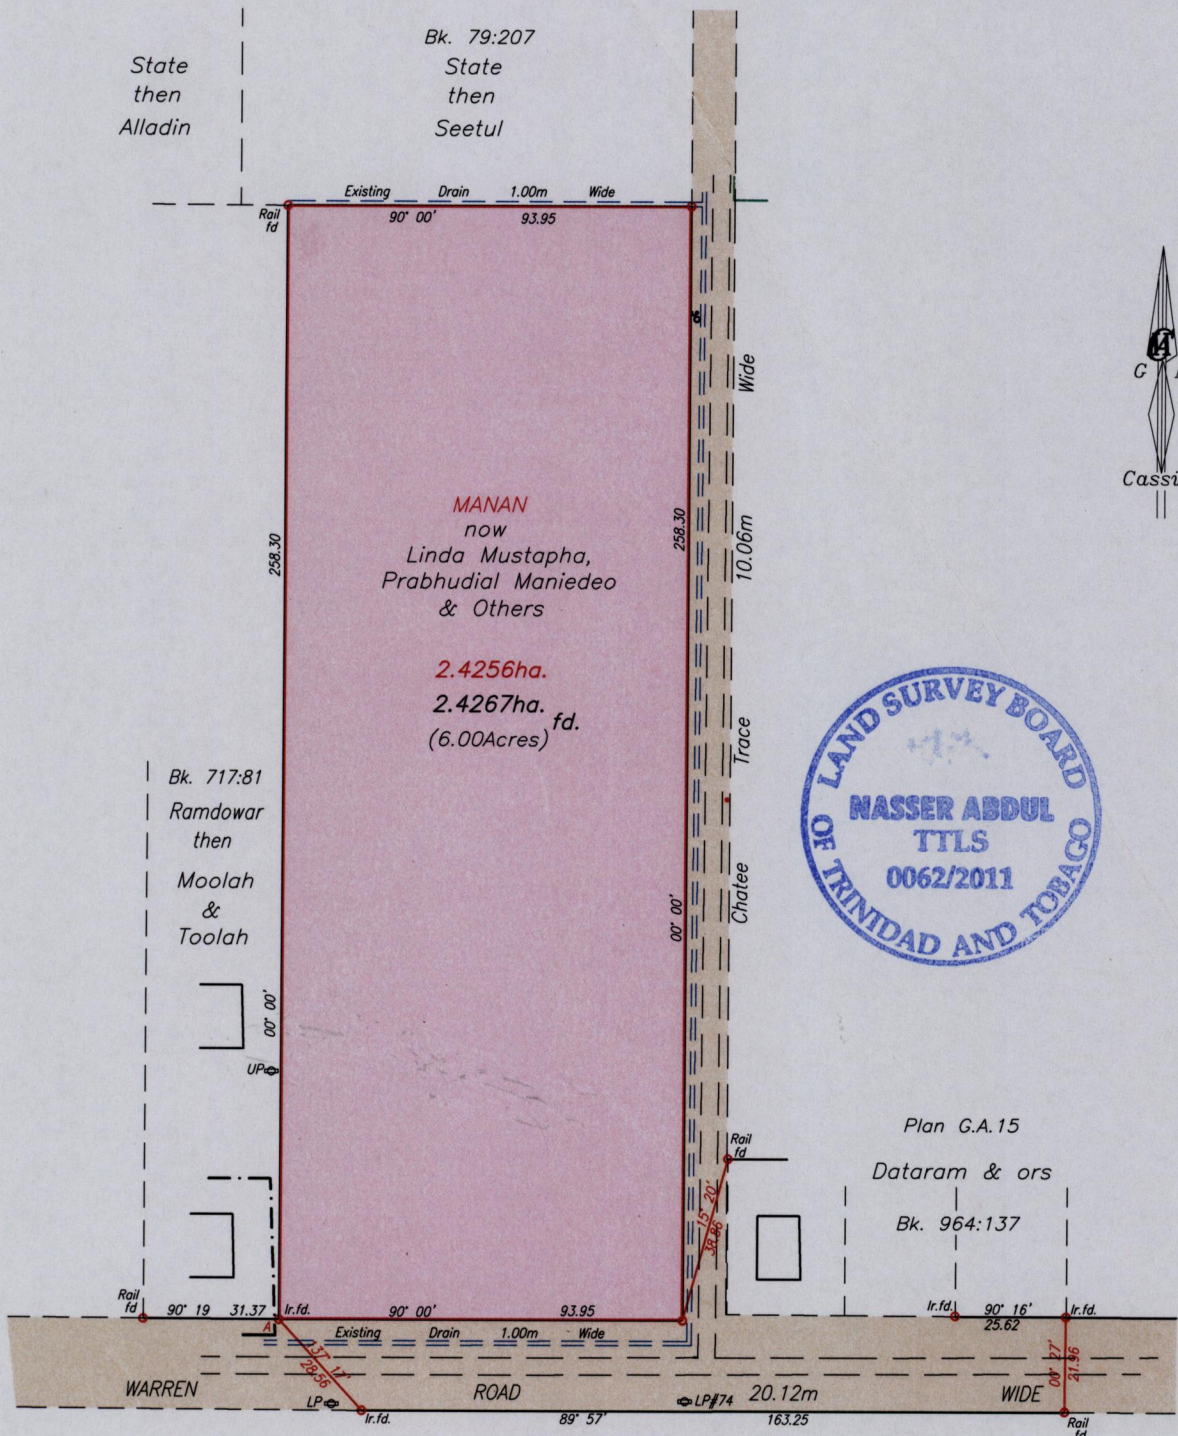 Bk. 79:207
State
then
Alladin
State
then
Seetul
Existing Drain 1.00m Wide
Rail
fd
90° 00' 93.95
Wide
G
Cassi
MANAN
now
Linda Mustapha,
Prabhudial Maniedeo
& Others
258.30
258.30
10.06m
2.4256ha.
2.4267ha.
fd.
(6.00Acres)
Trace
Bk. 717:81
Ramdowar
then
Moolah
&
Toolah
LAND SURVEY BOARD
NASSER ABDUL
TTLS
0062/2011
OF TRINIDAD AND TOBAGO
Chatee
00° 00'
00° 00'
UP
Plan G.A.15
Rail
fd
Dataram & ors
Bk. 964:137
15° 20'
38.86
Rail
fd
90° 19 31.37
Ir.fd.
90° 00' 93.95
Ir.fd.
90° 16'
Ir.fd.
25.62
A
Existing Drain 1.00m Wide
137° 17'
28.56
00° 27'
21.96
WARREN ROAD 20.12m WIDE
LP
LP#74
Ir.fd.
89° 57' 163.25
Rail
fd